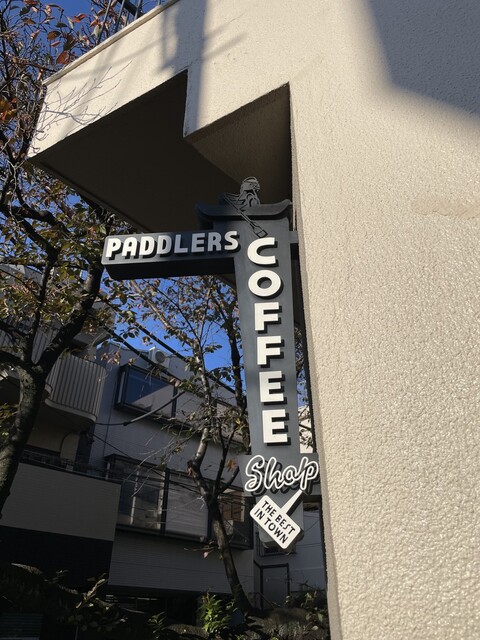 PADDLERS
COFFEE
Shop
THE BEST
IN TOWN